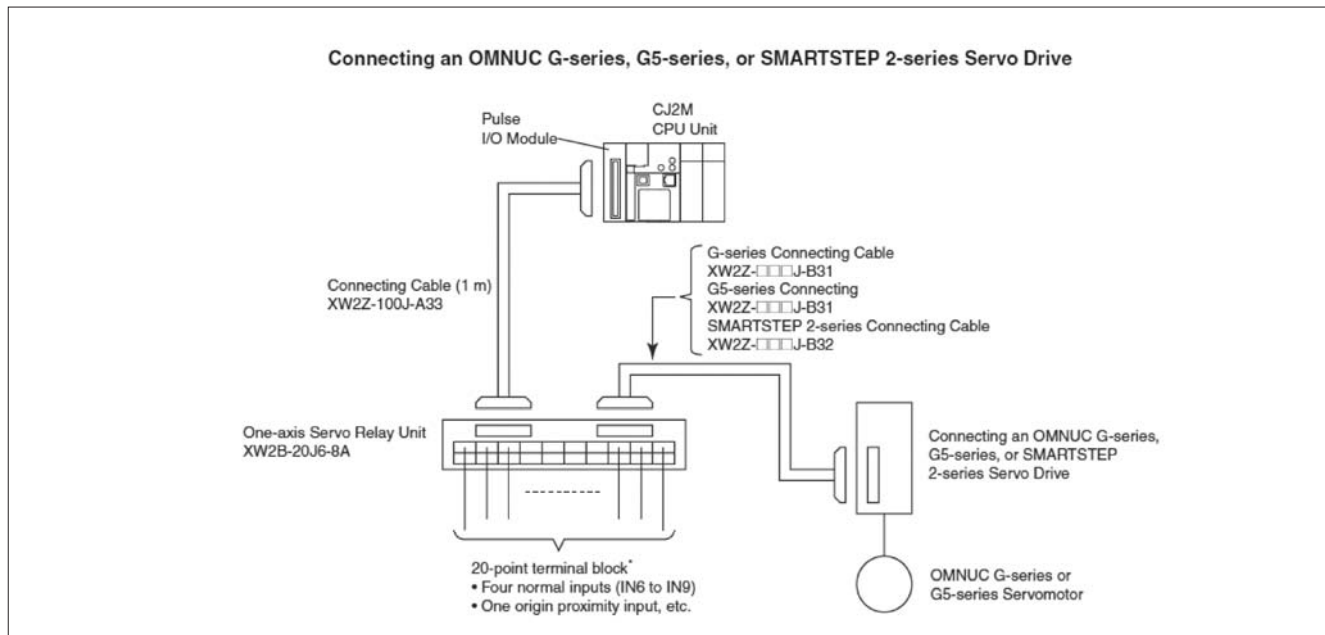 Connecting an OMNUC G-series, G5-series, or SMARTSTEP 2-series Servo Drive
Pulse
I/O Module
CJ2M
CPU Unit
G-series Connecting Cable
XW2Z-□□□J-B31
G5-series Connecting
XW2Z-□□□J-B31
SMARTSTEP 2-series Connecting Cable
XW2Z-□□□J-B32
Connecting Cable (1 m)
XW2Z-100J-A33
One-axis Servo Relay Unit
XW2B-20J6-8A
Connecting an OMNUC G-series,
G5-series, or SMARTSTEP
2-series Servo Drive
20-point terminal block*
• Four normal inputs (IN6 to IN9)
• One origin proximity input, etc.
OMNUC G-series or
G5-series Servomotor